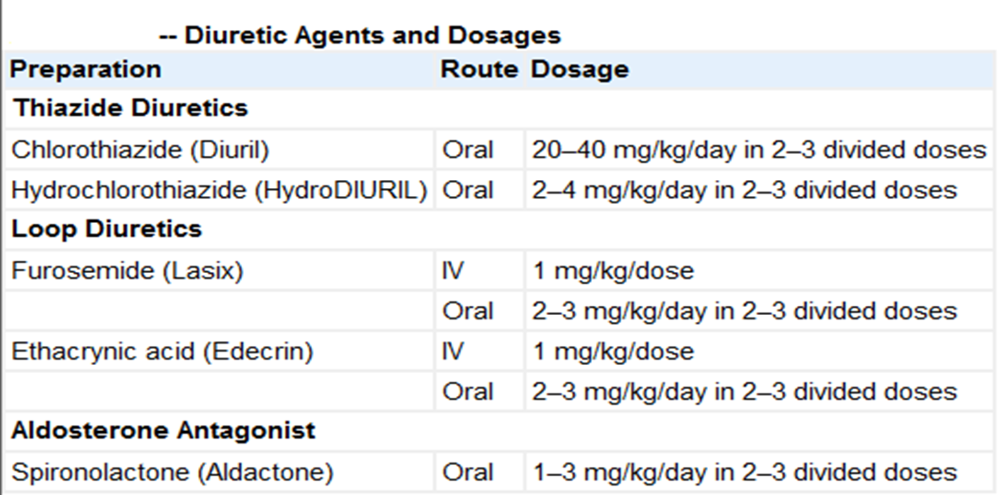 -- Diuretic Agents and Dosages
Preparation Route Dosage
Thiazide Diuretics
Chlorothiazide (Diuril) Oral 20–40 mg/kg/day in 2–3 divided doses
Hydrochlorothiazide (HydroDIURIL) Oral 2–4 mg/kg/day in 2–3 divided doses
Loop Diuretics
Furosemide (Lasix) IV 1 mg/kg/dose
Oral 2–3 mg/kg/day in 2–3 divided doses
Ethacrynic acid (Edecrin) IV 1 mg/kg/dose
Oral 2–3 mg/kg/day in 2–3 divided doses
Aldosterone Antagonist
Spironolactone (Aldactone) Oral 1–3 mg/kg/day in 2–3 divided doses